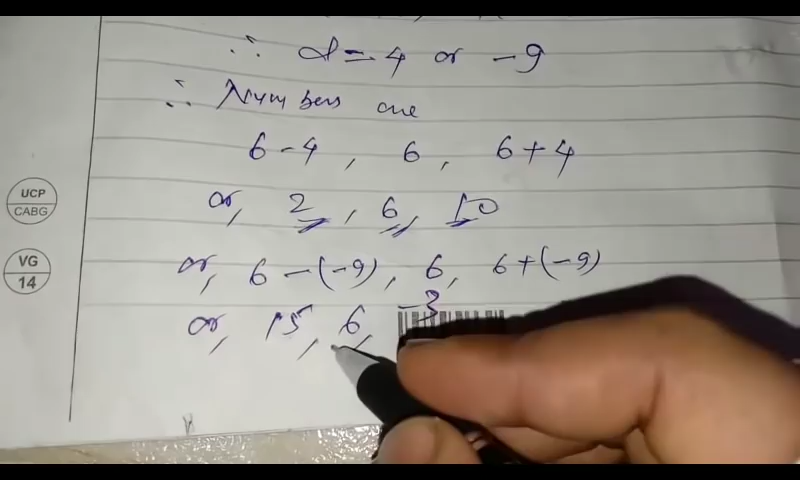 ∴ d = 4 or -9
∴ Numbers are
6-4, 6, 6+4
or, 2, 6, 10
or, 6-(-9), 6, 6+(-9)
or, 15, 6, -3
UCP
CABG
VG
14